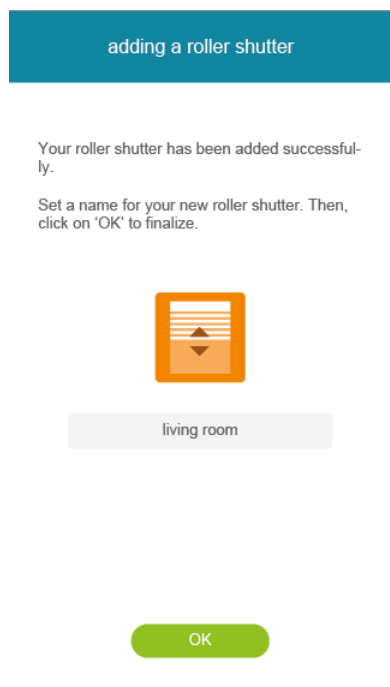 adding a roller shutter
Your roller shutter has been added successful-
ly.
Set a name for your new roller shutter. Then,
click on ‘OK’ to finalize.
living room
OK